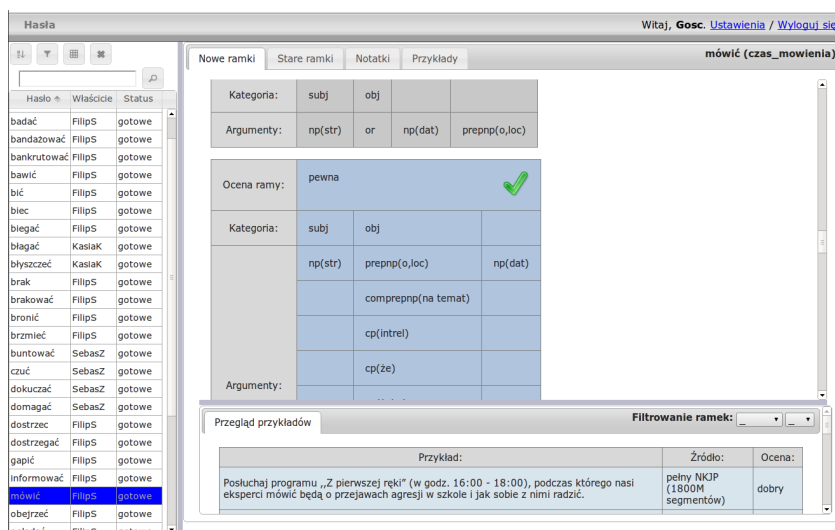 Hasła
Witaj, Gosc. Ustawienia / Wyloguj się
Hasło Właścicie Status
badać FilipS gotowe
bandażować FilipS gotowe
bankrutować FilipS gotowe
bawić FilipS gotowe
bić FilipS gotowe
biec FilipS gotowe
biegać FilipS gotowe
błagać KasiaK gotowe
błyszczeć KasiaK gotowe
brak FilipS gotowe
brakować FilipS gotowe
bronić FilipS gotowe
brzmieć FilipS gotowe
buntować SebasZ gotowe
czuć SebasZ gotowe
dokuczać SebasZ gotowe
domagać SebasZ gotowe
dostrzec FilipS gotowe
dostrzegać FilipS gotowe
gapić FilipS gotowe
informować FilipS gotowe
mówić FilipS gotowe
obejrzeć FilipS gotowe
Nowe ramki Stare ramki Notatki Przykłady
mówić (czas_mowienia)
Kategoria: subj obj
Argumenty: np(str) or np(dat) prepnp(o,loc)
Ocena ramy: pewna
Kategoria: subj obj
np(str) prepnp(o,loc) np(dat)
comprepnp(na temat)
cp(intrel)
cp(że)
Argumenty:
Przegląd przykładów
Filtrowanie ramek: _ _
Przykład: Źródło: Ocena:
Posłuchaj programu ,,Z pierwszej ręki” (w godz. 16:00 - 18:00), podczas którego nasi
eksperci mówić będą o przejawach agresji w szkole i jak sobie z nimi radzić.
pełny NKJP
(1800M
segmentów)
dobry